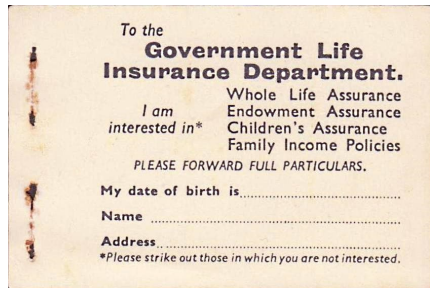 To the
Government Life
Insurance Department.
Whole Life Assurance
I am Endowment Assurance
interested in* Children's Assurance
Family Income Policies
PLEASE FORWARD FULL PARTICULARS.
My date of birth is
Name
Address
*Please strike out those in which you are not interested.